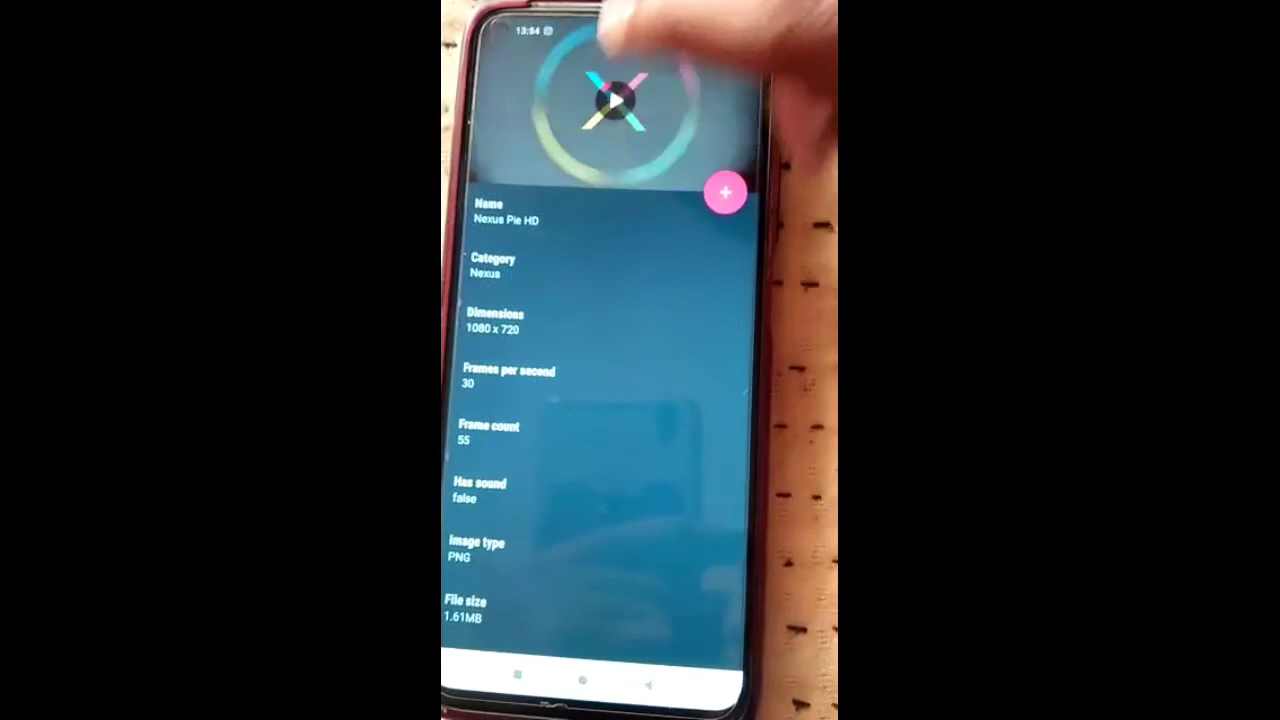 13:54
Name
Nexus Pie HD
Category
Nexus
Dimensions
1080 x 720
Frames per second
30
Frame count
55
Has sound
false
Image type
PNG
File size
1.61MB